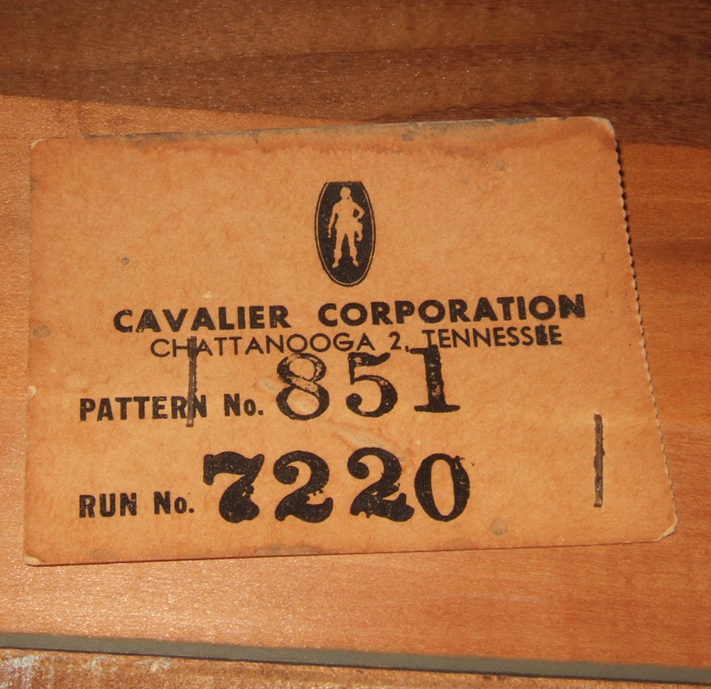 CAVALIER CORPORATION
CHATTANOOGA 2, TENNESSEE
PATTERN No. 851
RUN No. 7220